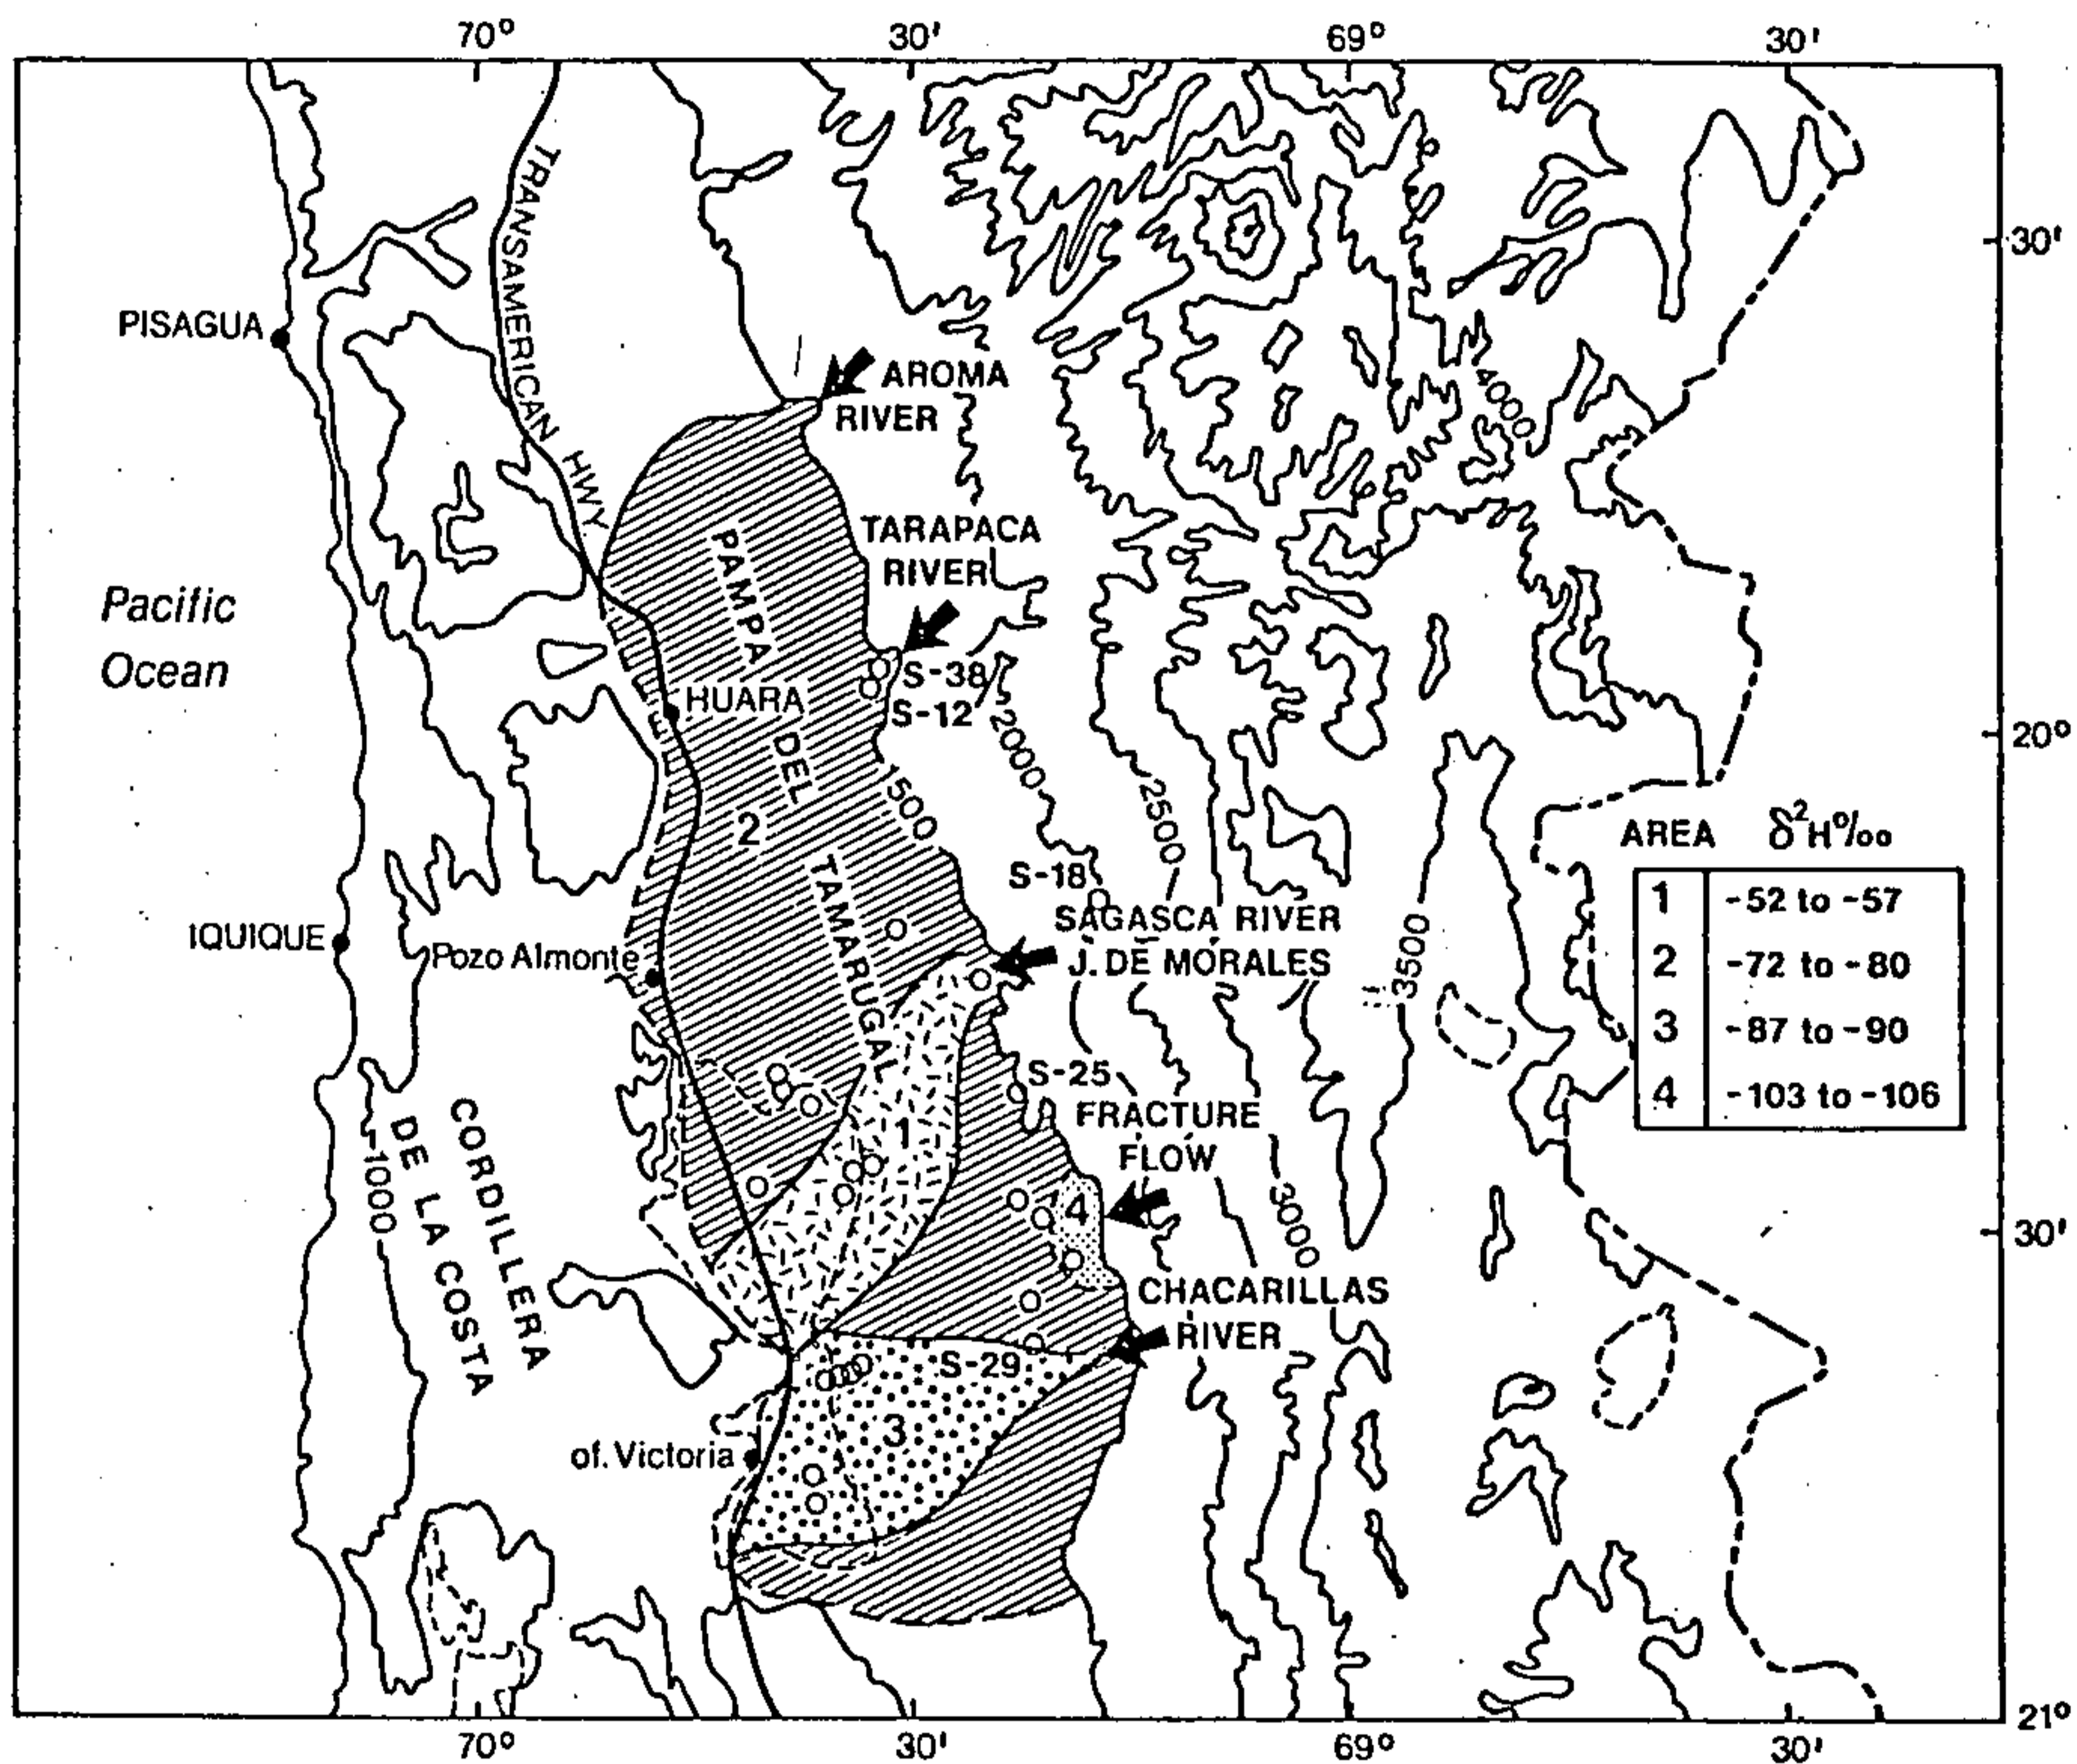 70° 30' 69° 30'
TRANSAMERICAN HWY
30'
PISAGUA
AROMA
RIVER
4000
TARAPACA
RIVER
PAMPA
Pacific
Ocean
S-38
HUARA
S-12
2000
20°
DEL
1500
2500
2
AREA δ²H‰
S-18
1 -52 to -57
SAGASCA RIVER
IQUIQUE
TAMARUGAL
3500
Pozo Almonte
J. DE MORALES
2 -72 to -80
3 -87 to -90
S-25
FRACTURE
4 -103 to -106
1
FLOW
CORDILLERA
DE LA COSTA
1000
4
3000
30'
CHACARILLAS
RIVER
S-29
3
of. Victoria
21°
70° 30' 69° 30'